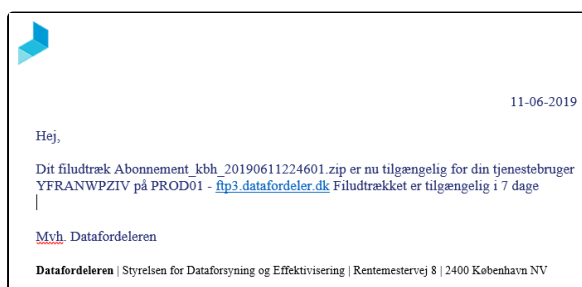 11-06-2019
Hej,
Dit filudtræk Abonnement_kbh_20190611224601.zip er nu tilgængelig for din tjenestebruger
YFRANWPZIV på PROD01 - ftp3.datafordeler.dk Filudtrækket er tilgængelig i 7 dage
Mvh. Datafordeleren
Datafordeleren | Styrelsen for Dataforsyning og Effektivisering | Rentemestervej 8 | 2400 København NV